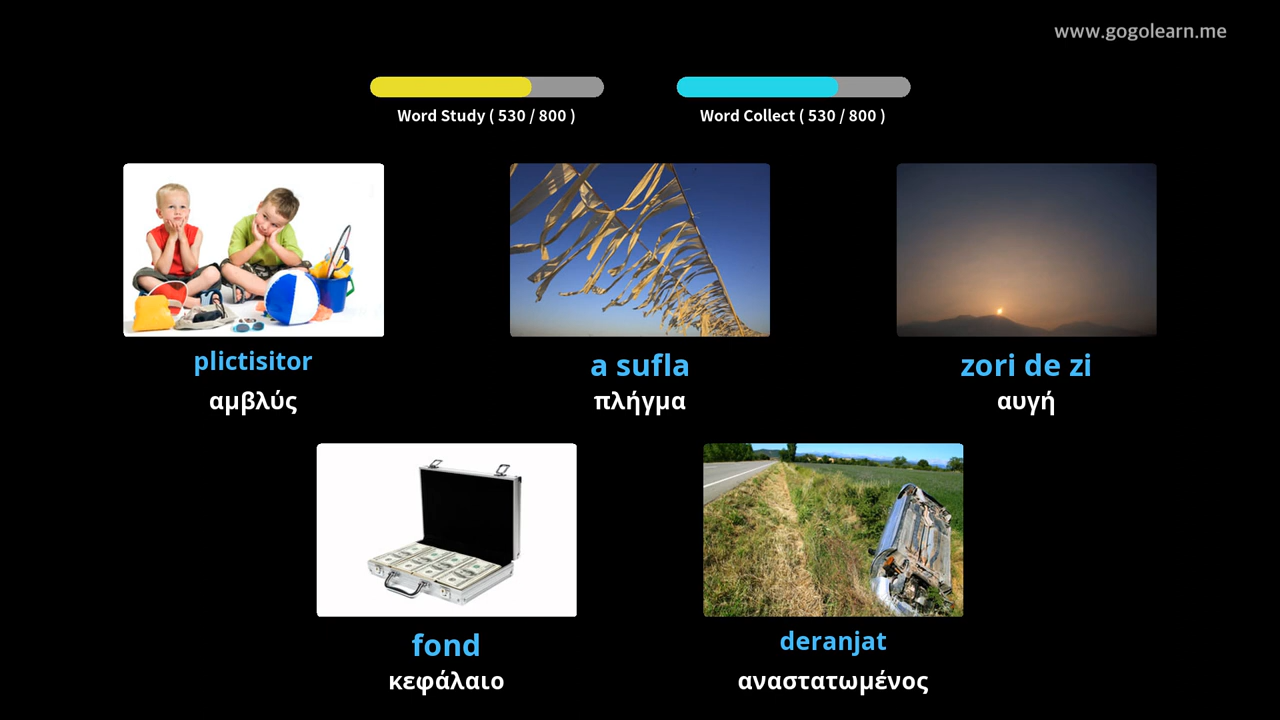 www.gogolearn.me
Word Study ( 530 / 800 )
Word Collect ( 530 / 800 )
plictisitor
αμβλύς
a sufla
πλήγμα
zori de zi
αυγή
fond
κεφάλαιο
deranjat
αναστατωμένος